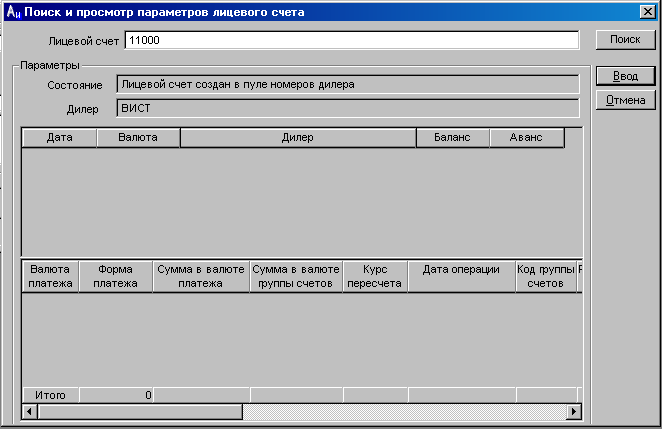 Поиск и просмотр параметров лицевого счета
Лицевой счет 11000 Поиск
Параметры
Ввод
Состояние Лицевой счет создан в пуле номеров дилера
Отмена
Дилер ВИСТ
Дата Валюта Дилер Баланс Аванс
Валюта платежа Форма платежа Сумма в валюте платежа Сумма в валюте группы счетов Курс пересчета Дата операции Код группы счетов
Итого 0